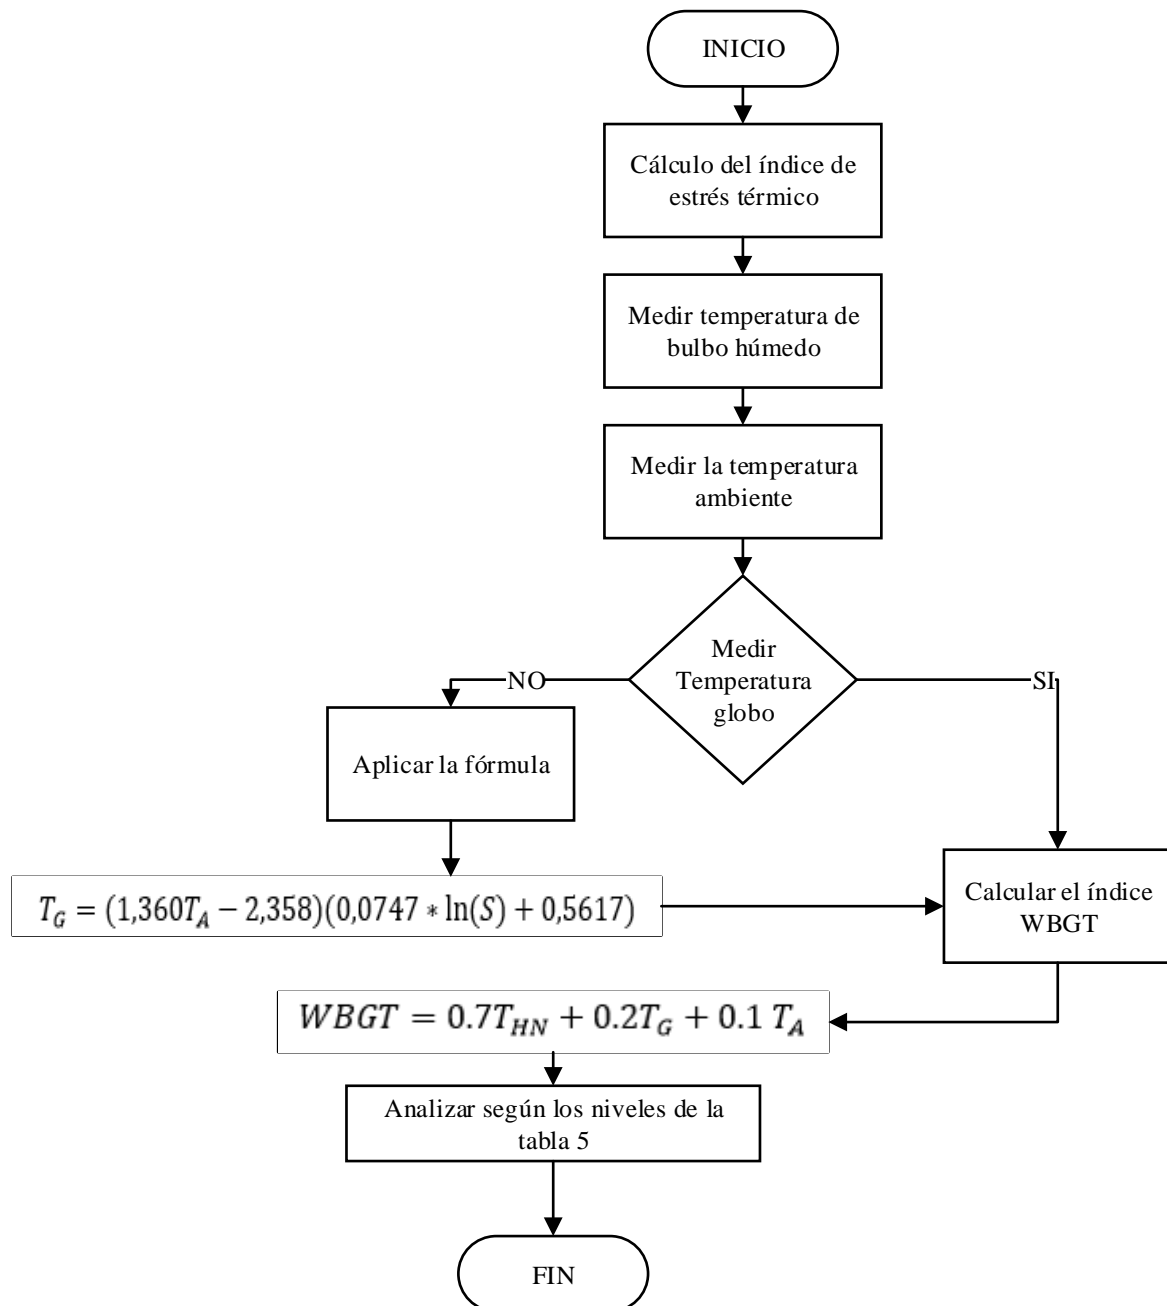 INICIO
Cálculo del índice de
estrés térmico
Medir temperatura de
bulbo húmedo
Medir la temperatura
ambiente
Medir
Temperatura
globo
NO
SI
Aplicar la fórmula
T_G = (1,360T_A − 2,358)(0,0747 * ln(S) + 0,5617)
Calcular el índice
WBGT
WBGT = 0.7T_HN + 0.2T_G + 0.1 T_A
Analizar según los niveles de la
tabla 5
FIN